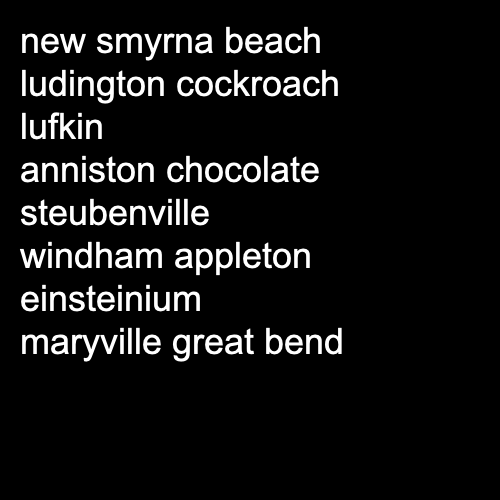 new smyrna beach
ludington cockroach
lufkin
anniston chocolate
steubenville
windham appleton
einsteinium
maryville great bend